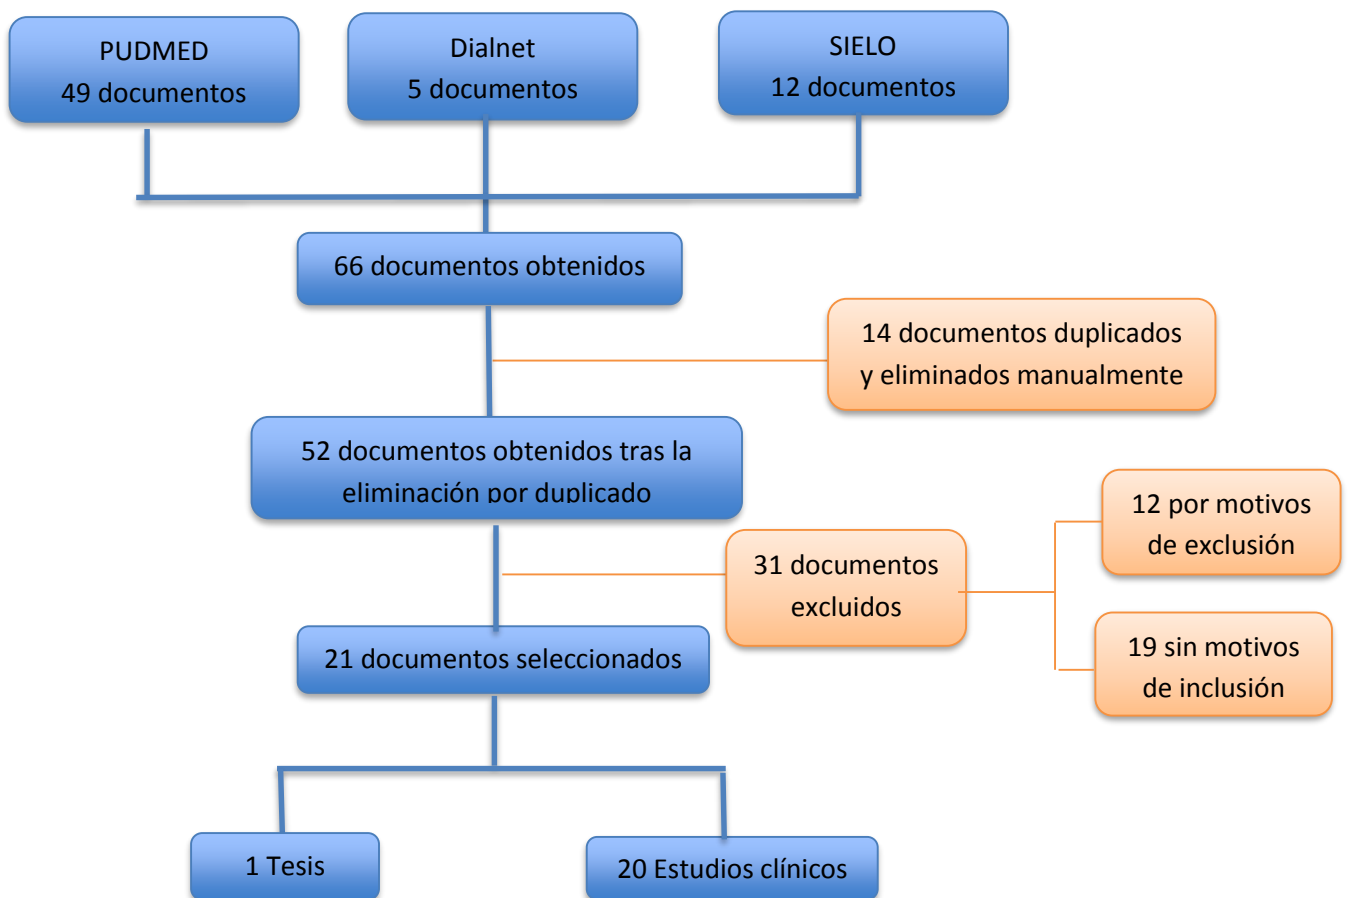 PUDMED
49 documentos
Dialnet
5 documentos
SIELO
12 documentos
66 documentos obtenidos
14 documentos duplicados
y eliminados manualmente
52 documentos obtenidos tras la
eliminación por duplicado
31 documentos
excluidos
12 por motivos
de exclusión
19 sin motivos
de inclusión
21 documentos seleccionados
1 Tesis
20 Estudios clínicos